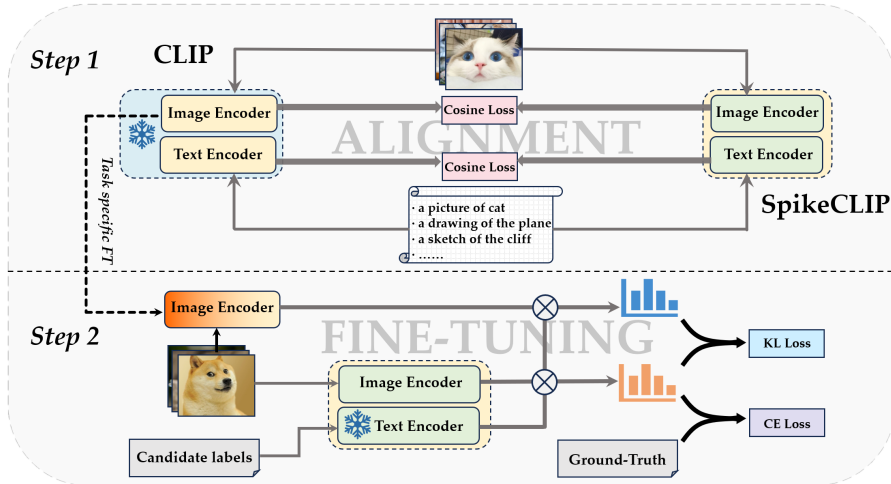 Step 1
CLIP
Image Encoder
Cosine Loss
Image Encoder
ALIGNMENT
Text Encoder
Cosine Loss
Text Encoder
Task specific FT
· a picture of cat
· a drawing of the plane
· a sketch of the cliff
· ......
SpikeCLIP
Step 2
Image Encoder
FINE-TUNING
KL Loss
Image Encoder
Text Encoder
CE Loss
Candidate labels
Ground-Truth